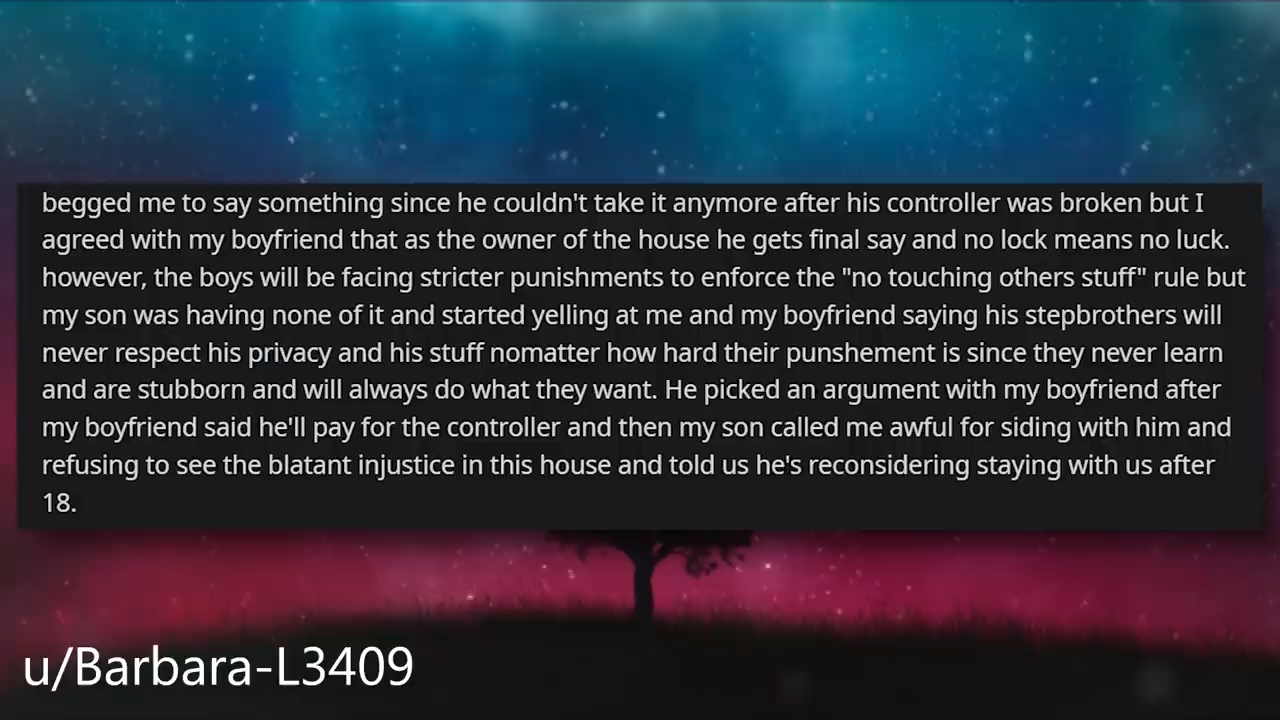 begged me to say something since he couldn't take it anymore after his controller was broken but I
agreed with my boyfriend that as the owner of the house he gets final say and no lock means no luck.
however, the boys will be facing stricter punishments to enforce the "no touching others stuff" rule but
my son was having none of it and started yelling at me and my boyfriend saying his stepbrothers will
never respect his privacy and his stuff nomatter how hard their punshement is since they never learn
and are stubborn and will always do what they want. He picked an argument with my boyfriend after
my boyfriend said he'll pay for the controller and then my son called me awful for siding with him and
refusing to see the blatant injustice in this house and told us he's reconsidering staying with us after
18.
u/Barbara-L3409